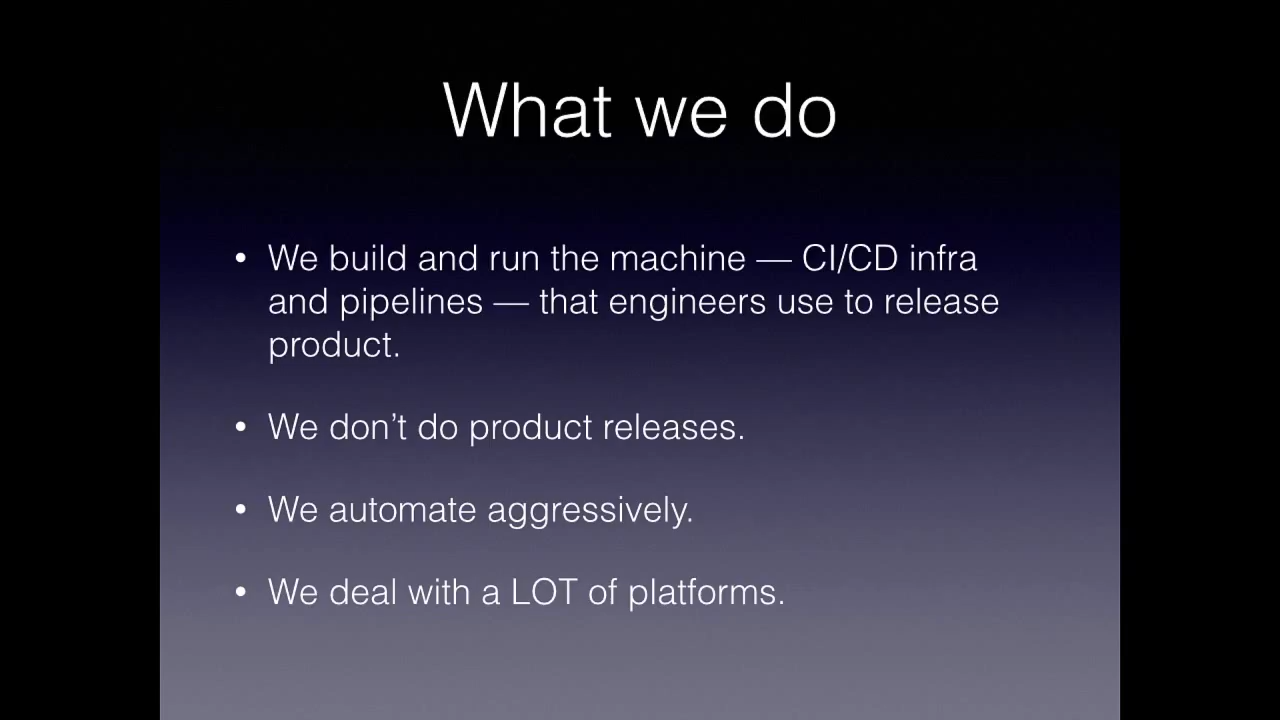 What we do
• We build and run the machine — CI/CD infra
and pipelines — that engineers use to release
product.
• We don’t do product releases.
• We automate aggressively.
• We deal with a LOT of platforms.